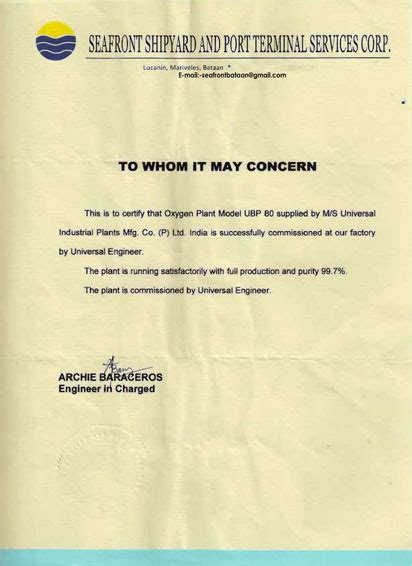 SEAFRONT SHIPYARD AND PORT TERMINAL SERVICES CORP.
Lucanin, Mariveles, Bataan *
E-mail:-seafrontbataan@gmail.com
TO WHOM IT MAY CONCERN
This is to certify that Oxygen Plant Model UBP 80 supplied by M/S Universal
Industrial Plants Mfg. Co. (P) Ltd. India is successfully commissioned at our factory
by Universal Engineer.
The plant is running satisfactorily with full production and purity 99.7%.
The plant is commissioned by Universal Engineer.
ARCHIE BARACEROS
Engineer in Charged